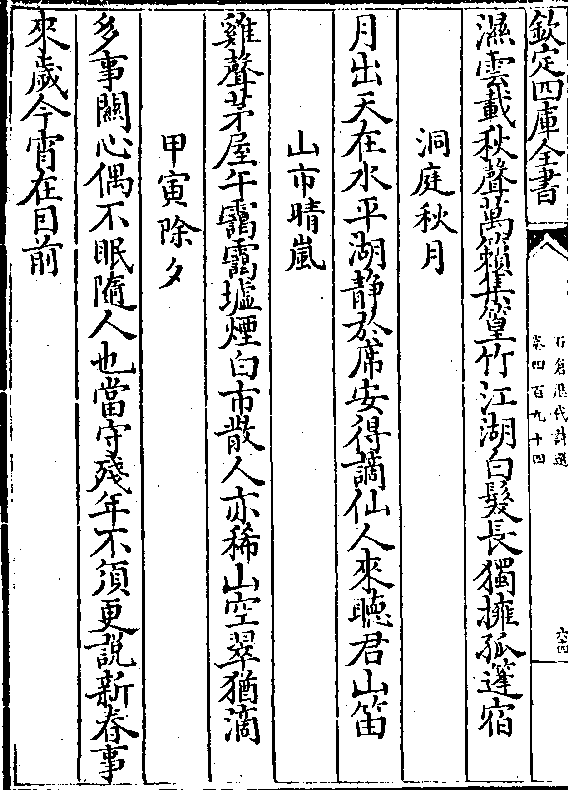 欽定四庫全書
石倉歷代詩選
卷四百九十四
六四
濕雲載秋聲萬籟集篁竹江湖白髮長獨擁孤篷宿
洞庭秋月
月出天在水平湖静於席安得謫仙人來聽君山笛
山市晴嵐
雞聲茅屋午靄靄墟煙白市散人亦稀山空翠猶滴
甲寅除夕
多事關心偶不眠隨人也當守殘年不須更説新春事
來歲今宵在目前